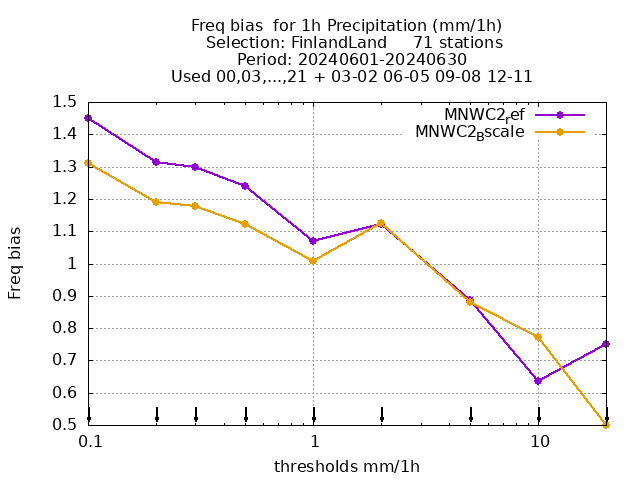 Freq bias  for 1h Precipitation (mm/1h)
Selection: FinlandLand     71 stations
Period: 20240601-20240630
Used 00,03,...,21 + 03-02 06-05 09-08 12-11
MNWC2ref
MNWC2Bscale
1.5
1.4
1.3
1.2
1.1
1
0.9
0.8
0.7
0.6
0.5
Freq bias
0.1 1 10
thresholds mm/1h